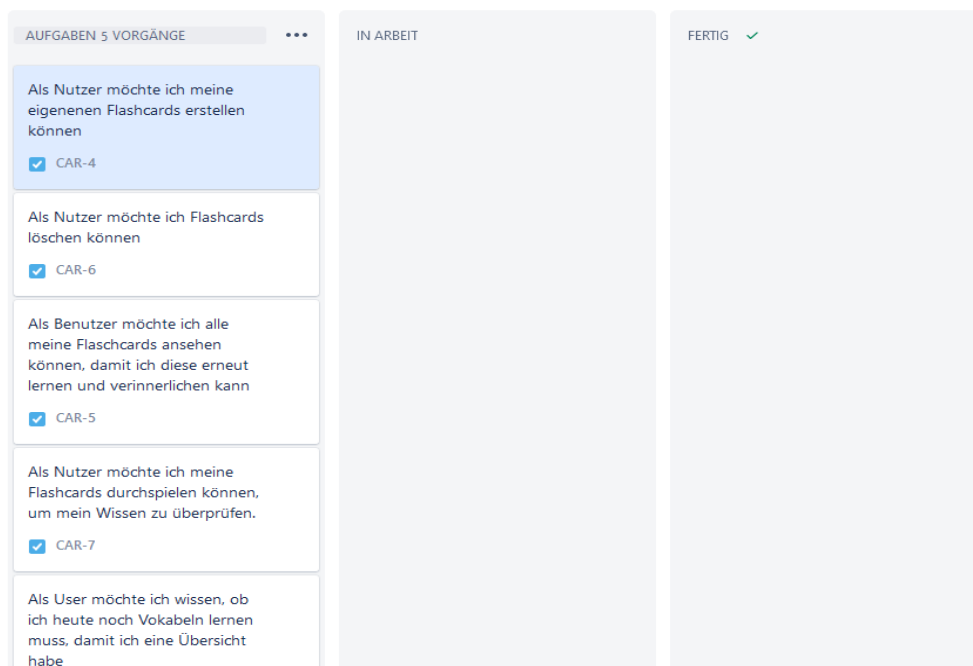 AUFGABEN 5 VORGÄNGE
Als Nutzer möchte ich meine
eigenenen Flashcards erstellen
können
CAR-4
Als Nutzer möchte ich Flashcards
löschen können
CAR-6
Als Benutzer möchte ich alle
meine Flaschcards ansehen
können, damit ich diese erneut
lernen und verinnerlichen kann
CAR-5
Als Nutzer möchte ich meine
Flashcards durchspielen können,
um mein Wissen zu überprüfen.
CAR-7
Als User möchte ich wissen, ob
ich heute noch Vokabeln lernen
muss, damit ich eine Übersicht
habe
IN ARBEIT
FERTIG